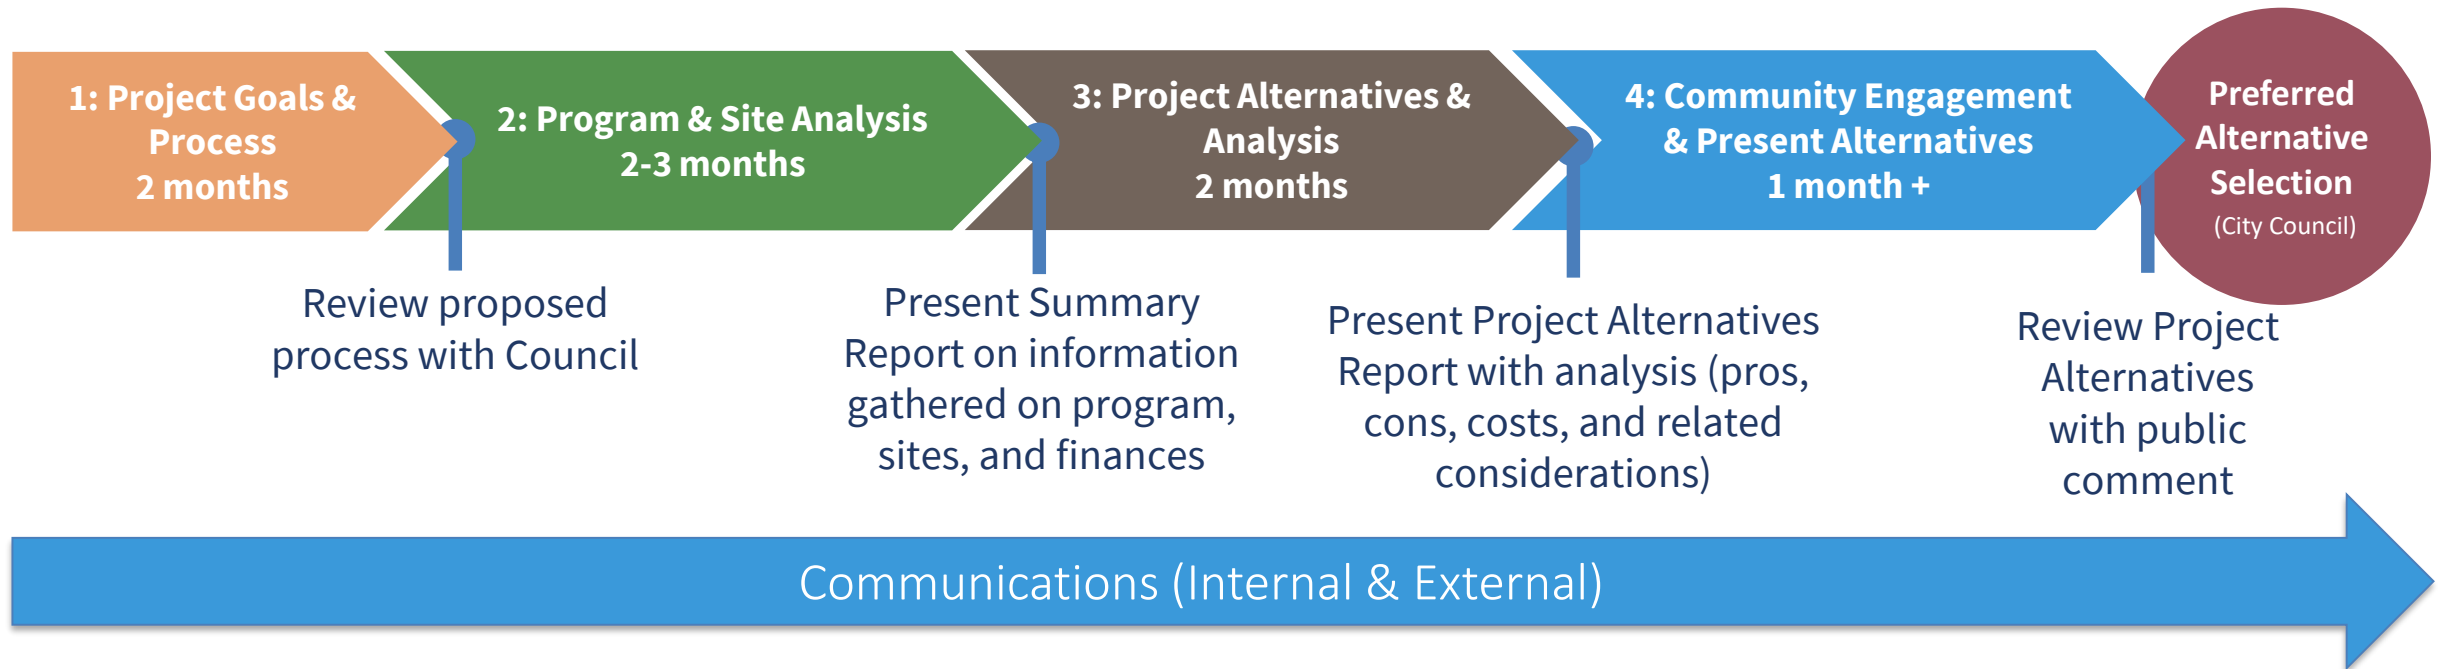 1: Project Goals &
Process
2 months
2: Program & Site Analysis
2-3 months
3: Project Alternatives &
Analysis
2 months
4: Community Engagement
& Present Alternatives
1 month +
Preferred
Alternative
Selection
(City Council)
Review proposed
process with Council
Present Summary
Report on information
gathered on program,
sites, and finances
Present Project Alternatives
Report with analysis (pros,
cons, costs, and related
considerations)
Review Project
Alternatives
with public
comment
Communications (Internal & External)